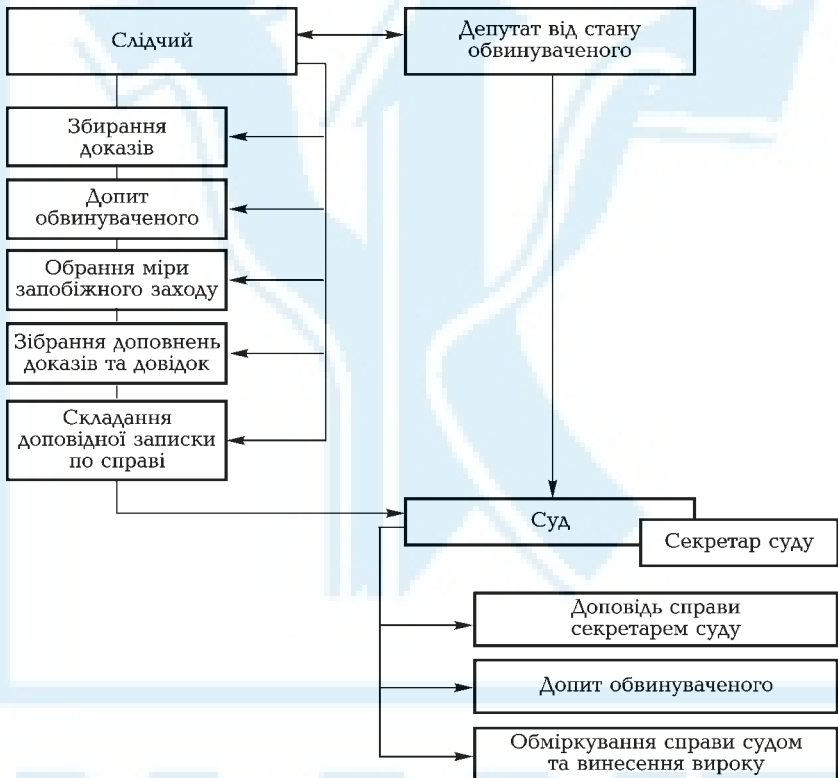 Слідчий
Депутат від стану
обвинуваченого
Збирання
доказів
Допит
обвинуваченого
Обрання міри
запобіжного заходу
Зібрання доповнень
доказів та довідок
Складання
доповідної записки
по справі
Суд
Секретар суду
Доповідь справи
секретарем суду
Допит обвинуваченого
Обміркування справи судом
та винесення вироку